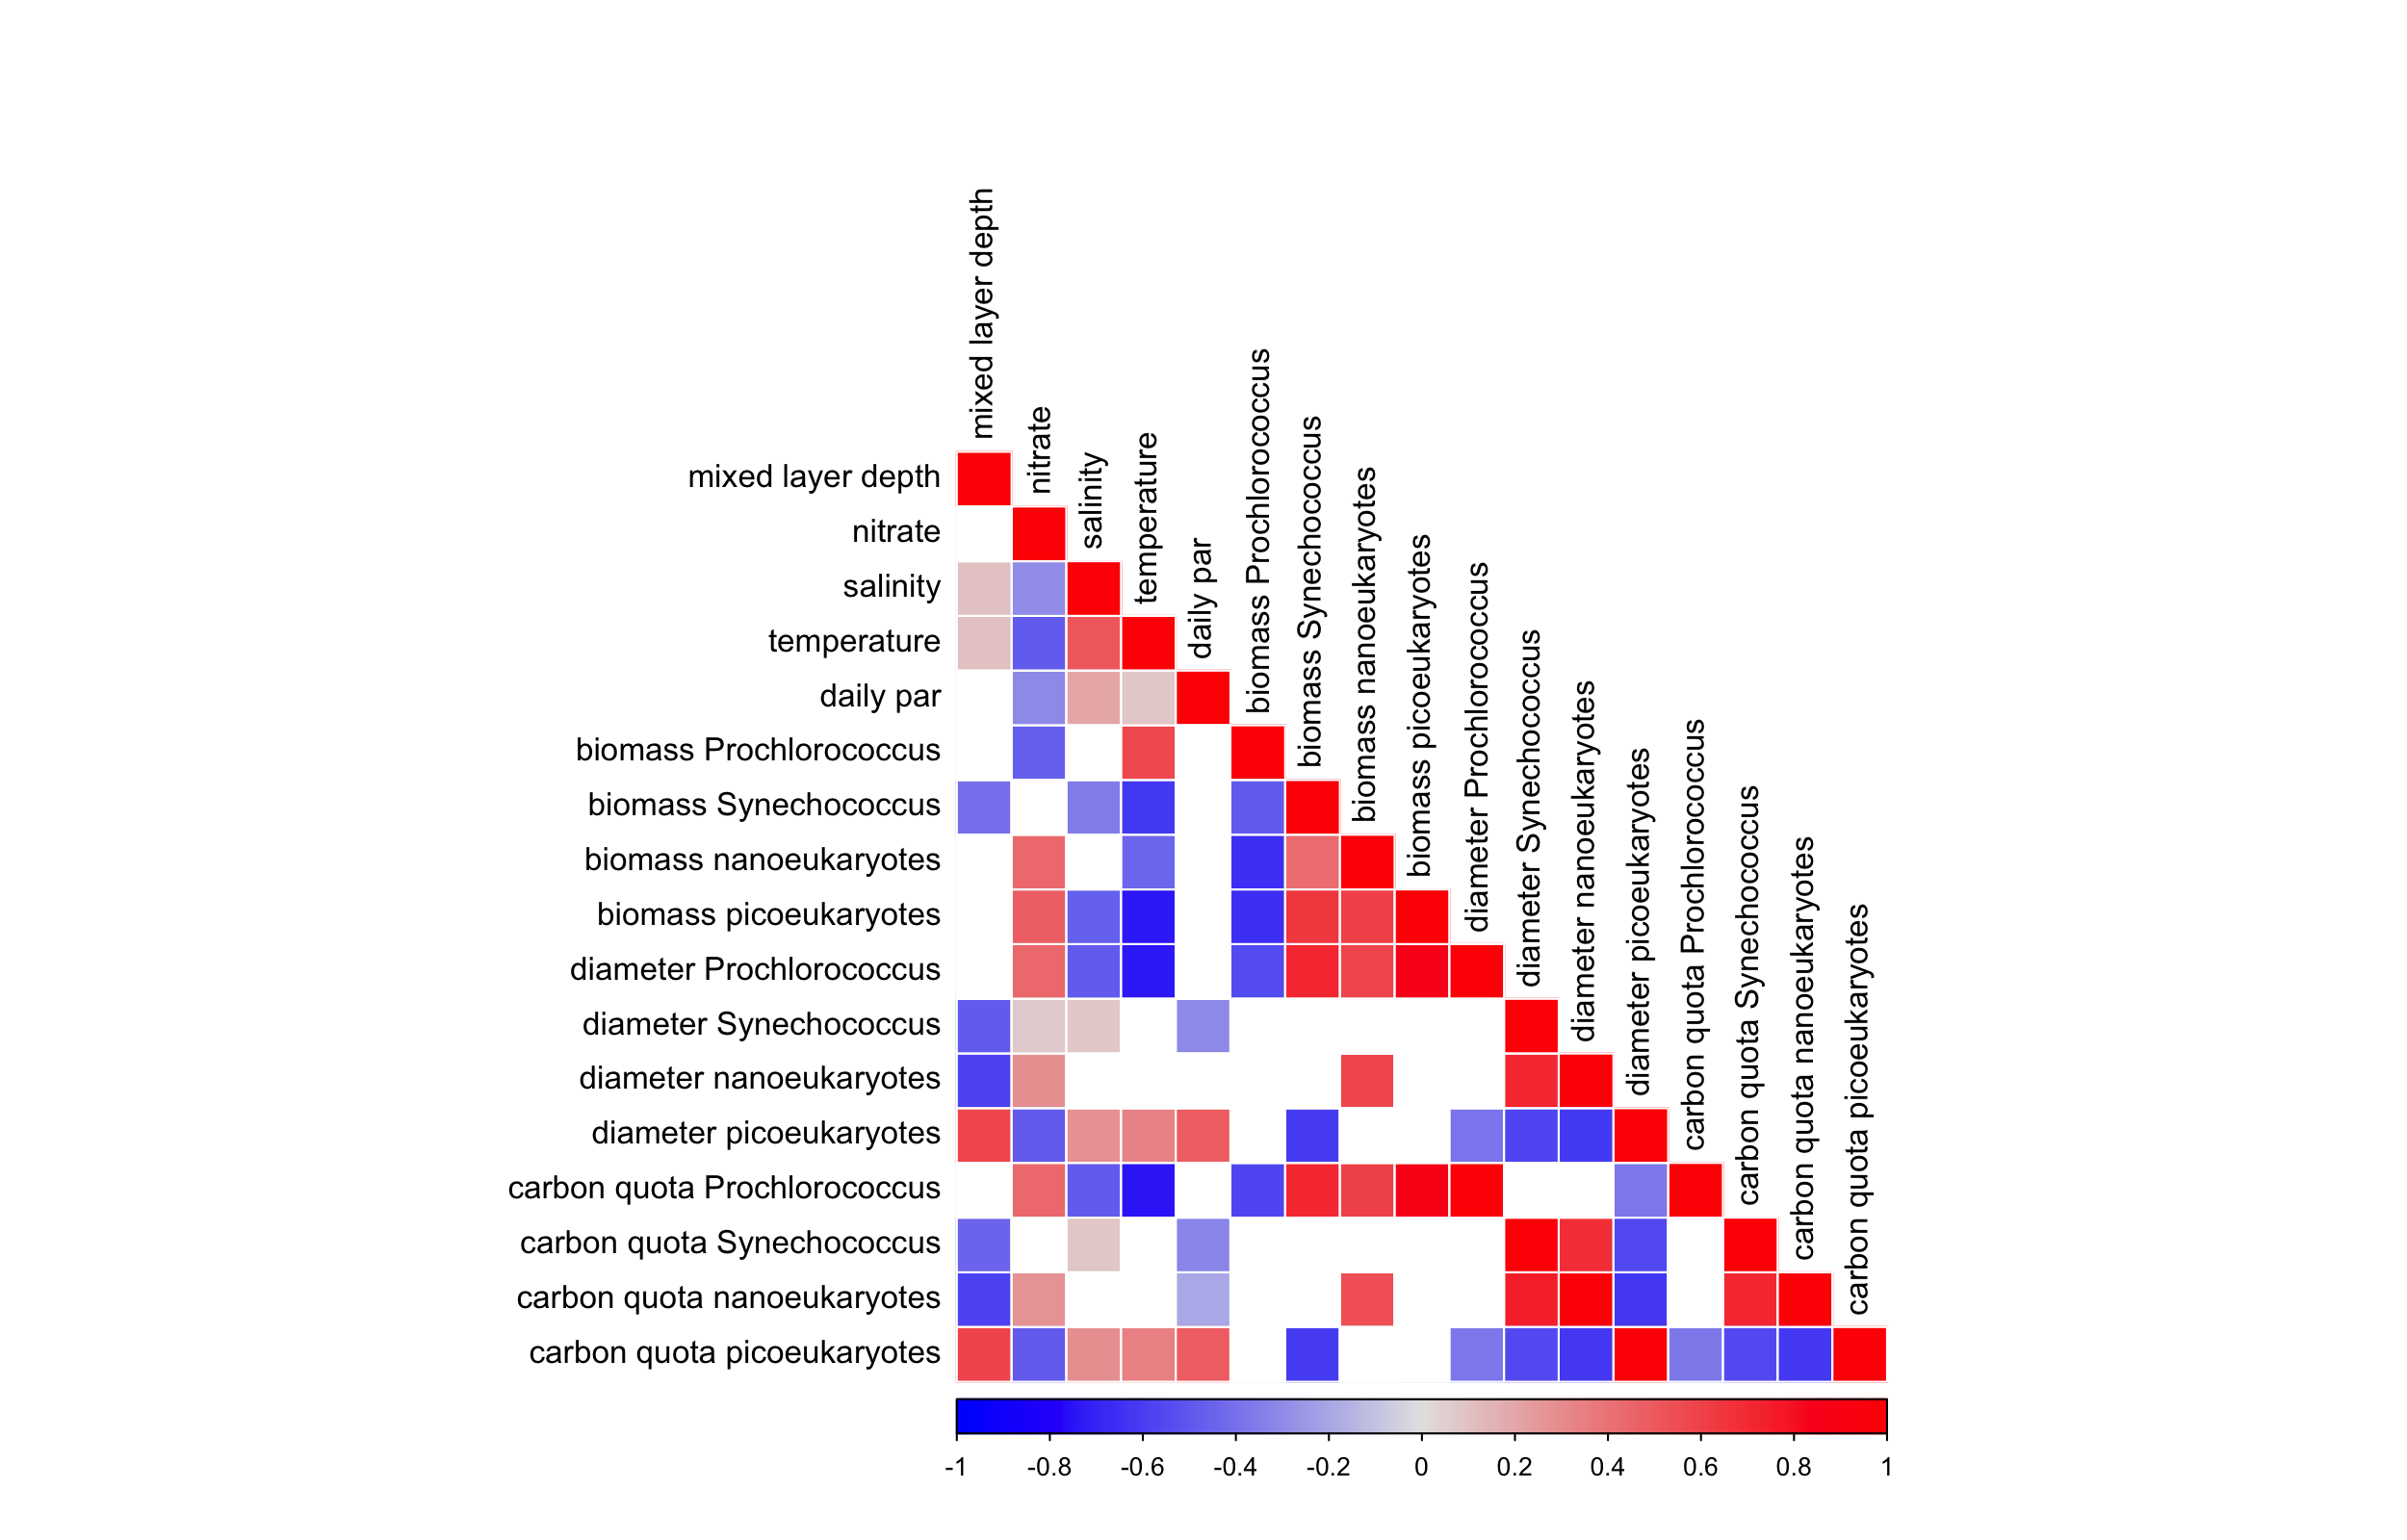 mixed layer depth
nitrate
salinity
temperature
daily par
biomass Prochlorococcus
biomass Synechococcus
biomass nanoeukaryotes
biomass picoeukaryotes
diameter Prochlorococcus
diameter Synechococcus
diameter nanoeukaryotes
diameter picoeukaryotes
carbon quota Prochlorococcus
carbon quota Synechococcus
carbon quota nanoeukaryotes
carbon quota picoeukaryotes
mixed layer depth
nitrate
salinity
temperature
daily par
biomass Prochlorococcus
biomass Synechococcus
biomass nanoeukaryotes
biomass picoeukaryotes
diameter Prochlorococcus
diameter Synechococcus
diameter nanoeukaryotes
diameter picoeukaryotes
carbon quota Prochlorococcus
carbon quota Synechococcus
carbon quota nanoeukaryotes
carbon quota picoeukaryotes
-1 -0.8 -0.6 -0.4 -0.2 0 0.2 0.4 0.6 0.8 1